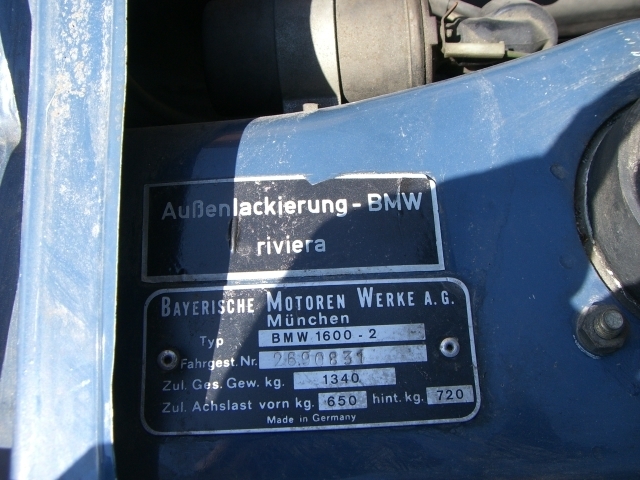 Außenlackierung - BMW
riviera
BAYERISCHE MOTOREN WERKE A.G.
München
Typ BMW 1600 - 2
Fahrgest. Nr.
Zul. Ges. Gew. kg. 1340
Zul. Achslast vorn kg. 650 hint. kg. 720
Made in Germany